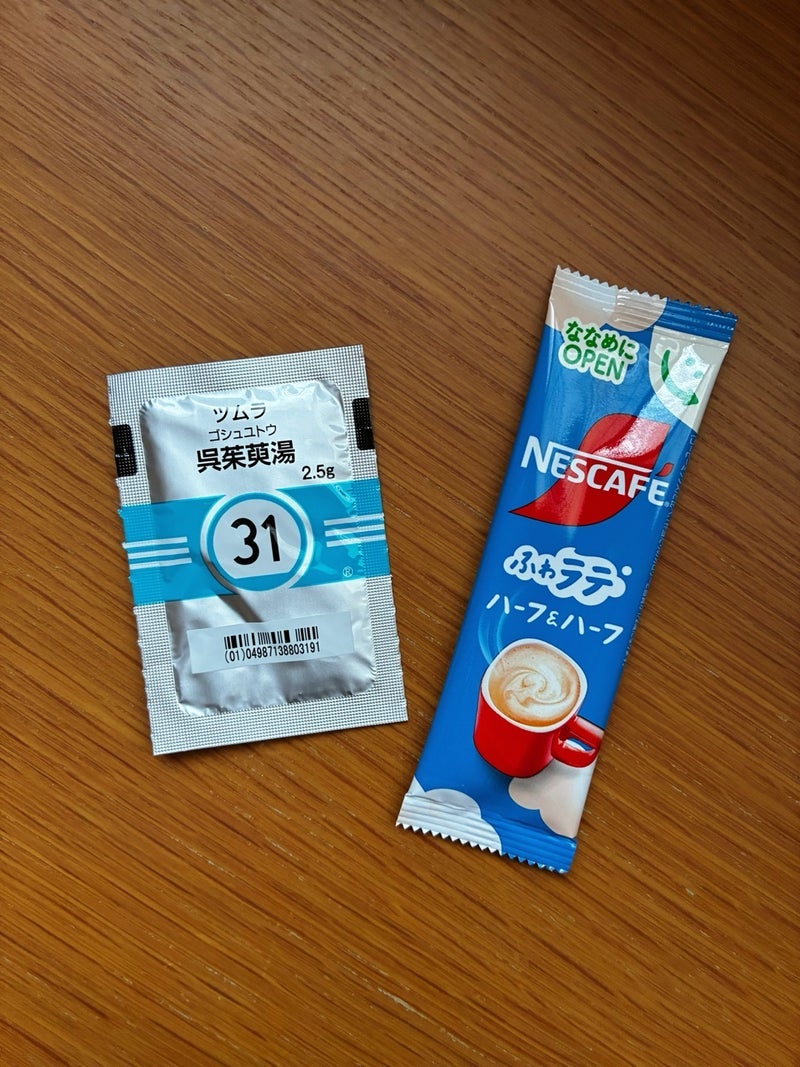 ツムラ
ゴシュユトウ
呉茱萸湯
2.5g
31
®
(01)04987138803191
ななめに
OPEN
NESCAFÉ®
ふわラテ
ハーフ&ハーフ